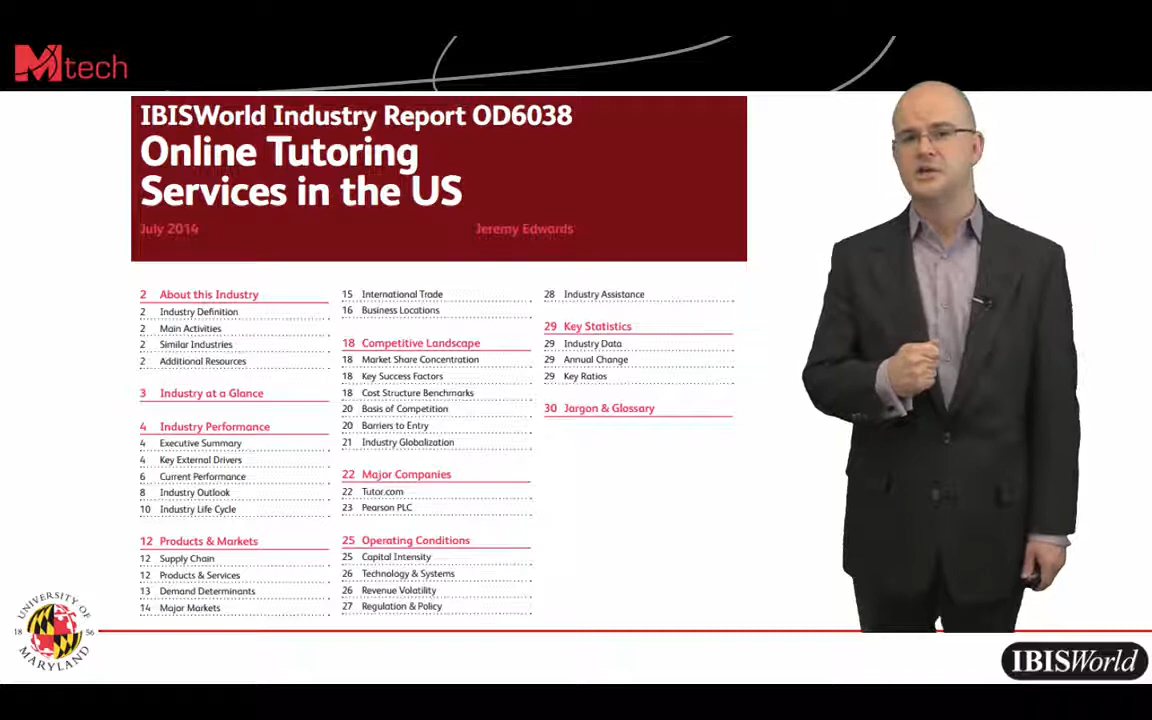 Mtech
IBISWorld Industry Report OD6038
Online Tutoring
Services in the US
July 2014
Jeremy Edwards
2 About this Industry
2 Industry Definition
2 Main Activities
2 Similar Industries
2 Additional Resources
3 Industry at a Glance
4 Industry Performance
4 Executive Summary
4 Key External Drivers
6 Current Performance
8 Industry Outlook
10 Industry Life Cycle
12 Products & Markets
12 Supply Chain
12 Products & Services
13 Demand Determinants
14 Major Markets
15 International Trade
16 Business Locations
18 Competitive Landscape
18 Market Share Concentration
18 Key Success Factors
18 Cost Structure Benchmarks
20 Basis of Competition
20 Barriers to Entry
21 Industry Globalization
22 Major Companies
22 Tutor.com
23 Pearson PLC
25 Operating Conditions
25 Capital Intensity
26 Technology & Systems
26 Revenue Volatility
27 Regulation & Policy
28 Industry Assistance
29 Key Statistics
29 Industry Data
29 Annual Change
29 Key Ratios
30 Jargon & Glossary
UNIVERSITY OF
18 56
MARYLAND
IBISWorld